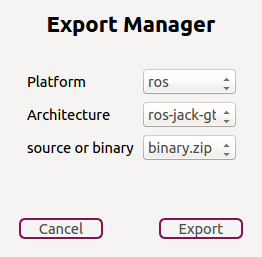 Export Manager
Platform ros
Architecture ros-jack-gt
source or binary binary.zip
Cancel Export